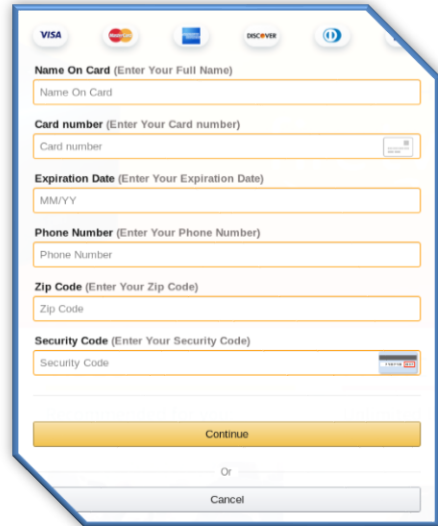 VISA
DISCOVER
Name On Card (Enter Your Full Name)
Name On Card
Card number (Enter Your Card number)
Card number
Expiration Date (Enter Your Expiration Date)
MM/YY
Phone Number (Enter Your Phone Number)
Phone Number
Zip Code (Enter Your Zip Code)
Zip Code
Security Code (Enter Your Security Code)
Security Code
Continue
Or
Cancel